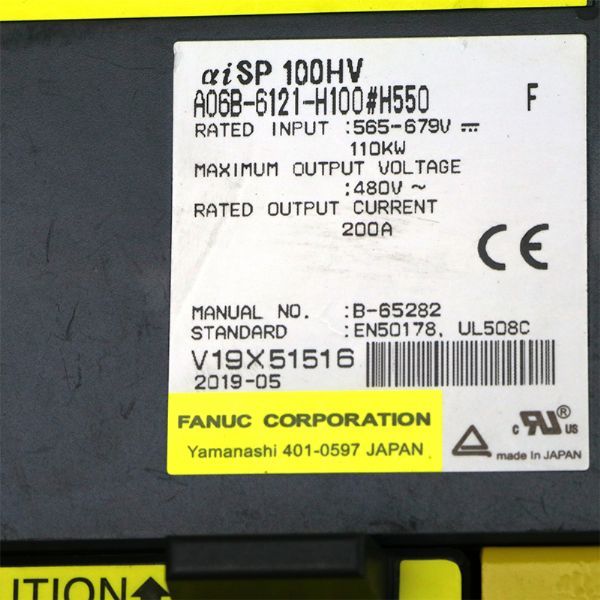 αiSP 100HV
A06B-6121-H100#H550 F
RATED INPUT :565-679V ⎓
110KW
MAXIMUM OUTPUT VOLTAGE
:480V ~
RATED OUTPUT CURRENT
200A
CE
MANUAL NO. :B-65282
STANDARD :EN50178, UL508C
V19X51516
2019-05
FANUC CORPORATION
Yamanashi 401-0597 JAPAN
c RU® US
made In JAPAN
ITION